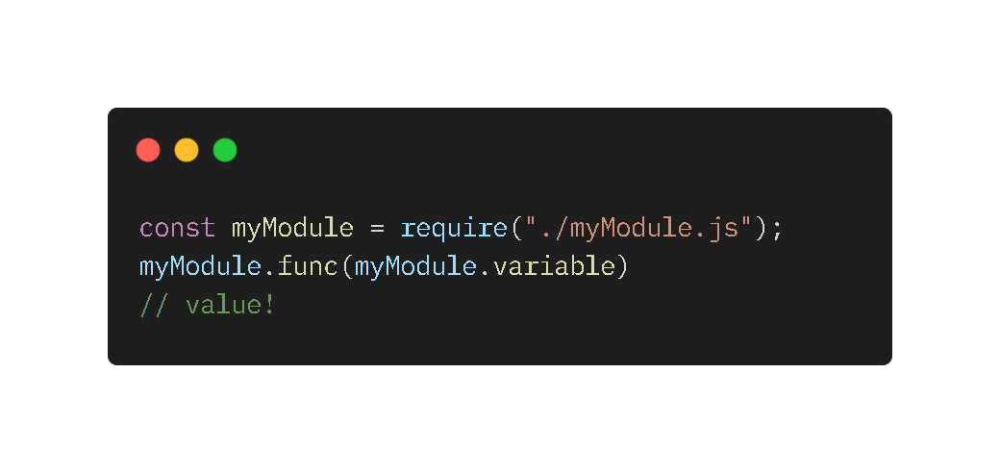 const myModule = require("./myModule.js");
myModule.func(myModule.variable)
// value!